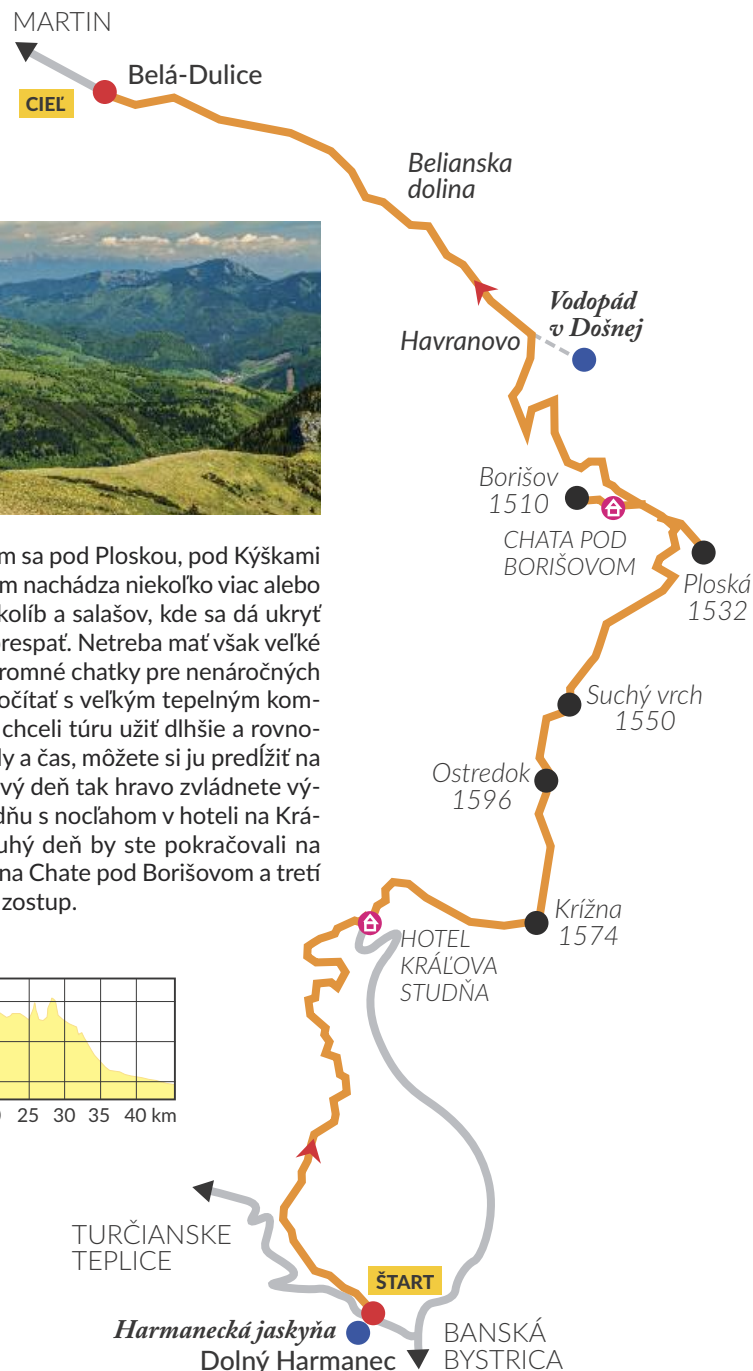 MARTIN
Belá-Dulice
CIEĽ
Belianska
dolina
Vodopád
v Došnej
Havranovo
Borišov
1510
CHATA POD
BORIŠOVOM
Ploská
1532
m sa pod Ploskou, pod Kýškami
m nachádza niekoľko viac alebo
kolíb a salašov, kde sa dá ukryť
prespať. Netreba mať však veľké
romné chatky pre nenáročných
očítať s veľkým tepelným kom-
chceli túru užiť dlhšie a rovno-
ly a čas, môžete si ju predĺžiť na
vý deň tak hravo zvládnete vý-
dňu s nocľahom v hoteli na Krá-
uhý deň by ste pokračovali na
na Chate pod Borišovom a tretí
zostup.
Suchý vrch
1550
Ostredok
1596
Krížna
1574
HOTEL
KRÁĽOVA
STUDŇA
25 30 35 40 km
TURČIANSKE
TEPLICE
ŠTART
Harmanecká jaskyňa
Dolný Harmanec
BANSKÁ
BYSTRICA